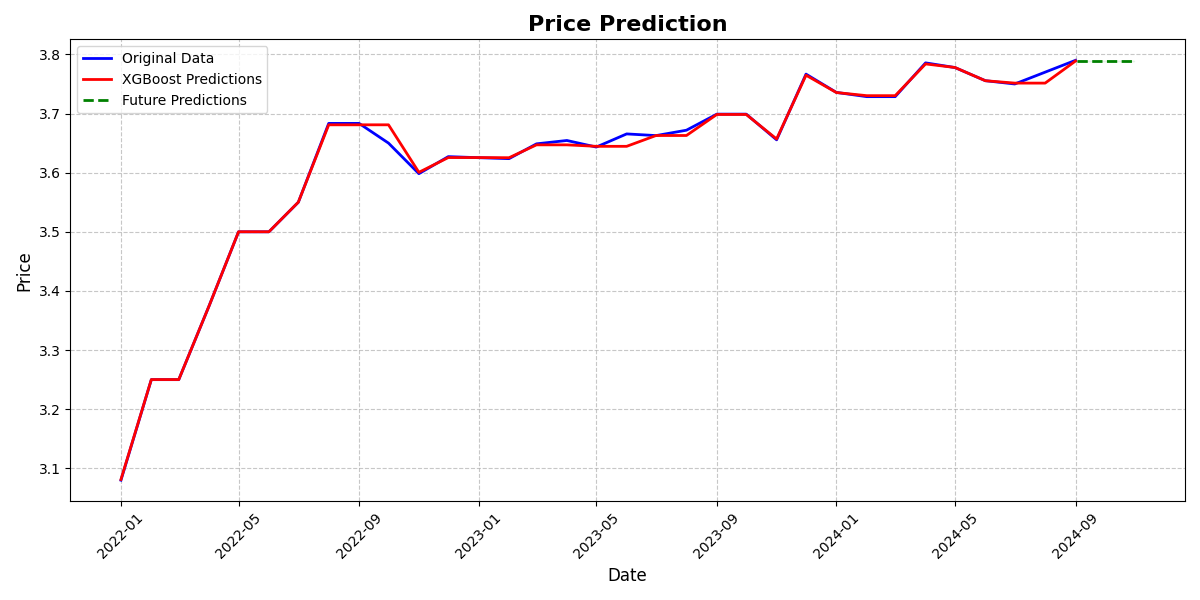 Price Prediction
Original Data
XGBoost Predictions
Future Predictions
Price
3.8
3.7
3.6
3.5
3.4
3.3
3.2
3.1
2022-01
2022-05
2022-09
2023-01
2023-05
2023-09
2024-01
2024-05
2024-09
Date